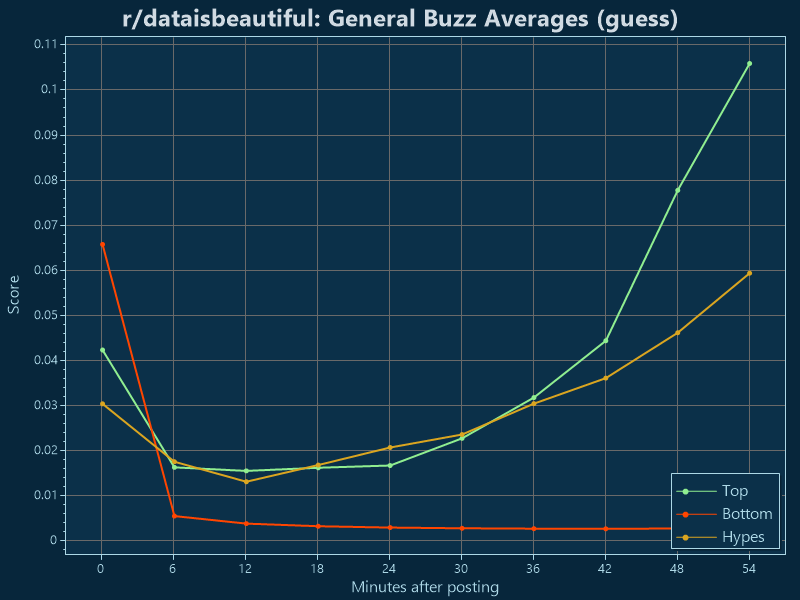 r/dataisbeautiful: General Buzz Averages (guess)
0.11
0.1
0.09
0.08
0.07
0.06
0.05
0.04
0.03
0.02
0.01
0
Score
Top
Bottom
Hypes
0 6 12 18 24 30 36 42 48 54
Minutes after posting